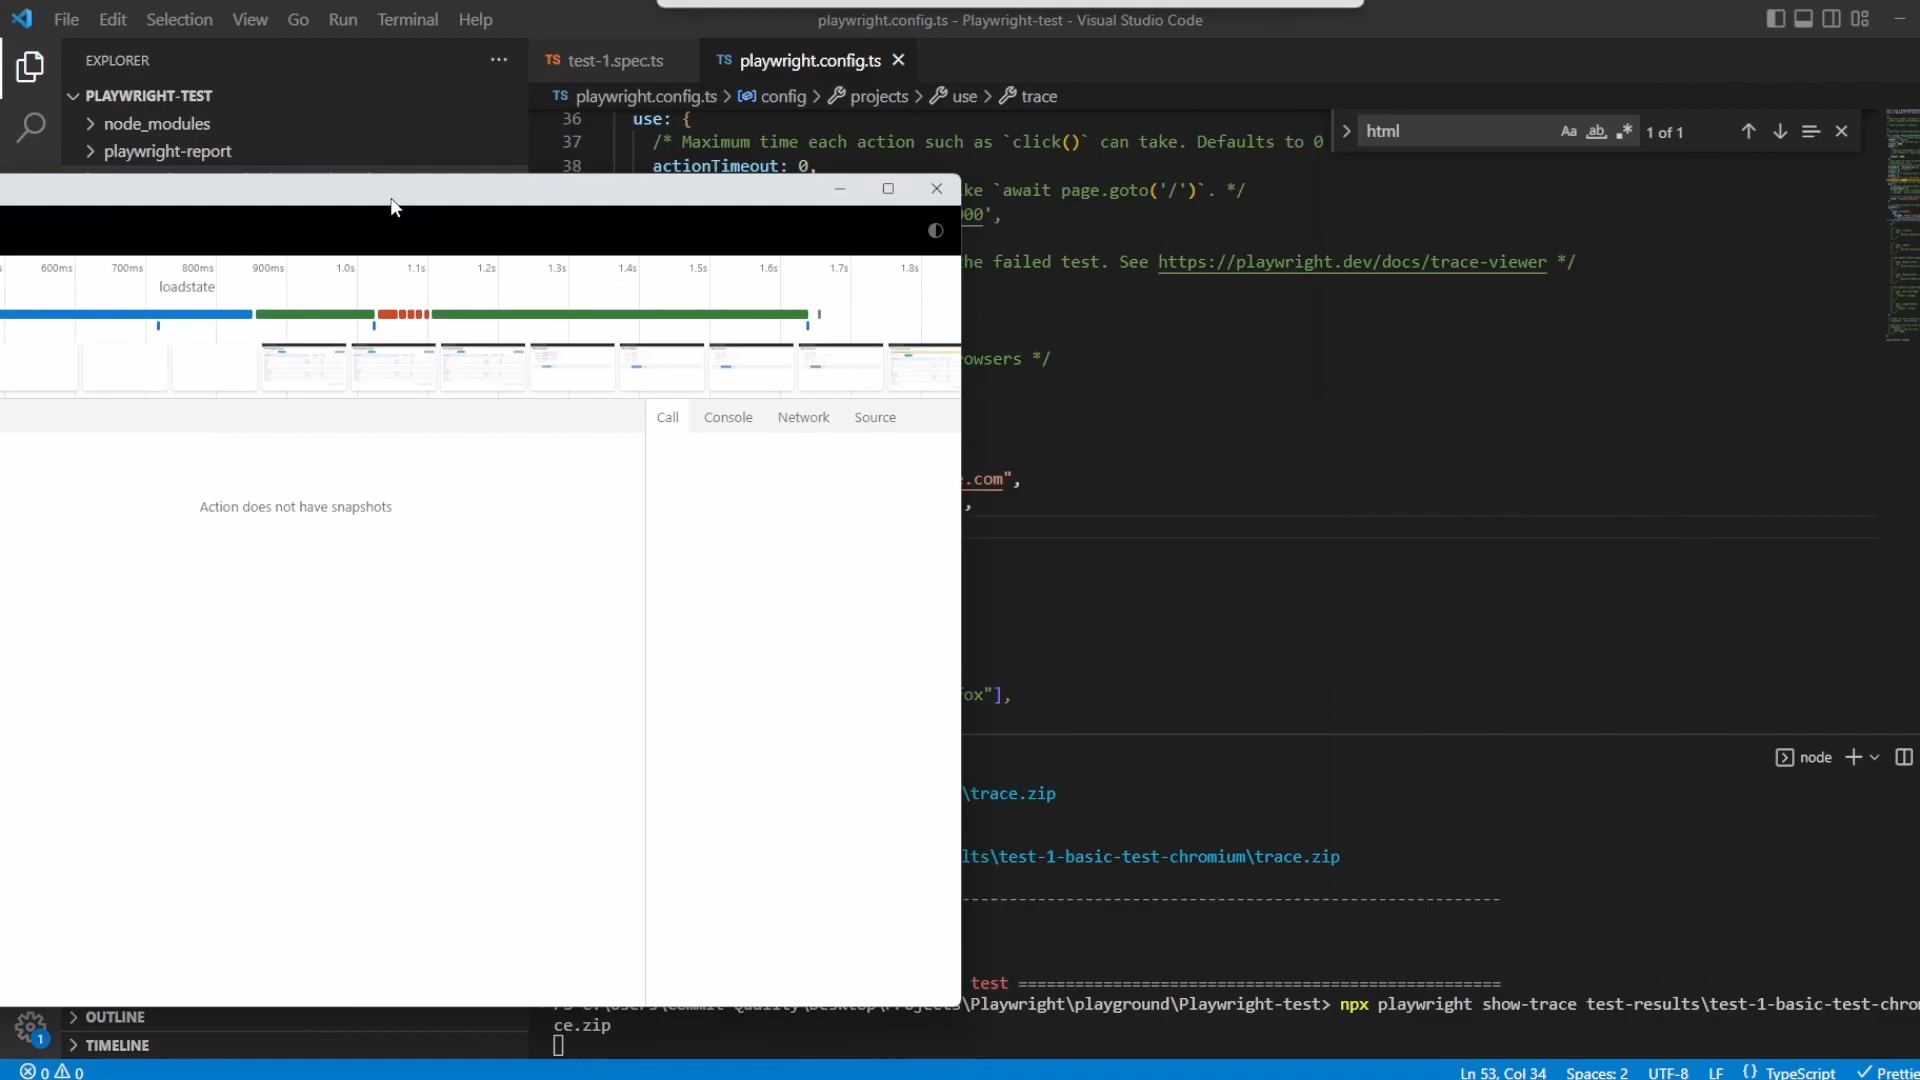 File Edit Selection View Go Run Terminal Help
playwright.config.ts - Playwright-test - Visual Studio Code
EXPLORER
PLAYWRIGHT-TEST
node_modules
playwright-report
TS test-1.spec.ts
TS playwright.config.ts
TS playwright.config.ts > config > projects > use > trace
html
Aa ab 1 of 1
36 use: {
37 /* Maximum time each action such as `click()` can take. Defaults to 0
38 actionTimeout: 0,
ke `await page.goto('/')`. */
00',
he failed test. See https://playwright.dev/docs/trace-viewer */
owsers */
.com",
,
ox"],
600ms 700ms 800ms 900ms 1.0s 1.1s 1.2s 1.3s 1.4s 1.5s 1.6s 1.7s 1.8s
loadstate
Call Console Network Source
Action does not have snapshots
node
\trace.zip
lts\test-1-basic-test-chromium\trace.zip
test
\Playwright\playground\Playwright-test> npx playwright show-trace test-results\test-1-basic-test-chro
ce.zip
OUTLINE
TIMELINE
1
0 0
Ln 53, Col 34 Spaces: 2 UTF-8 LF {} TypeScript Prettie